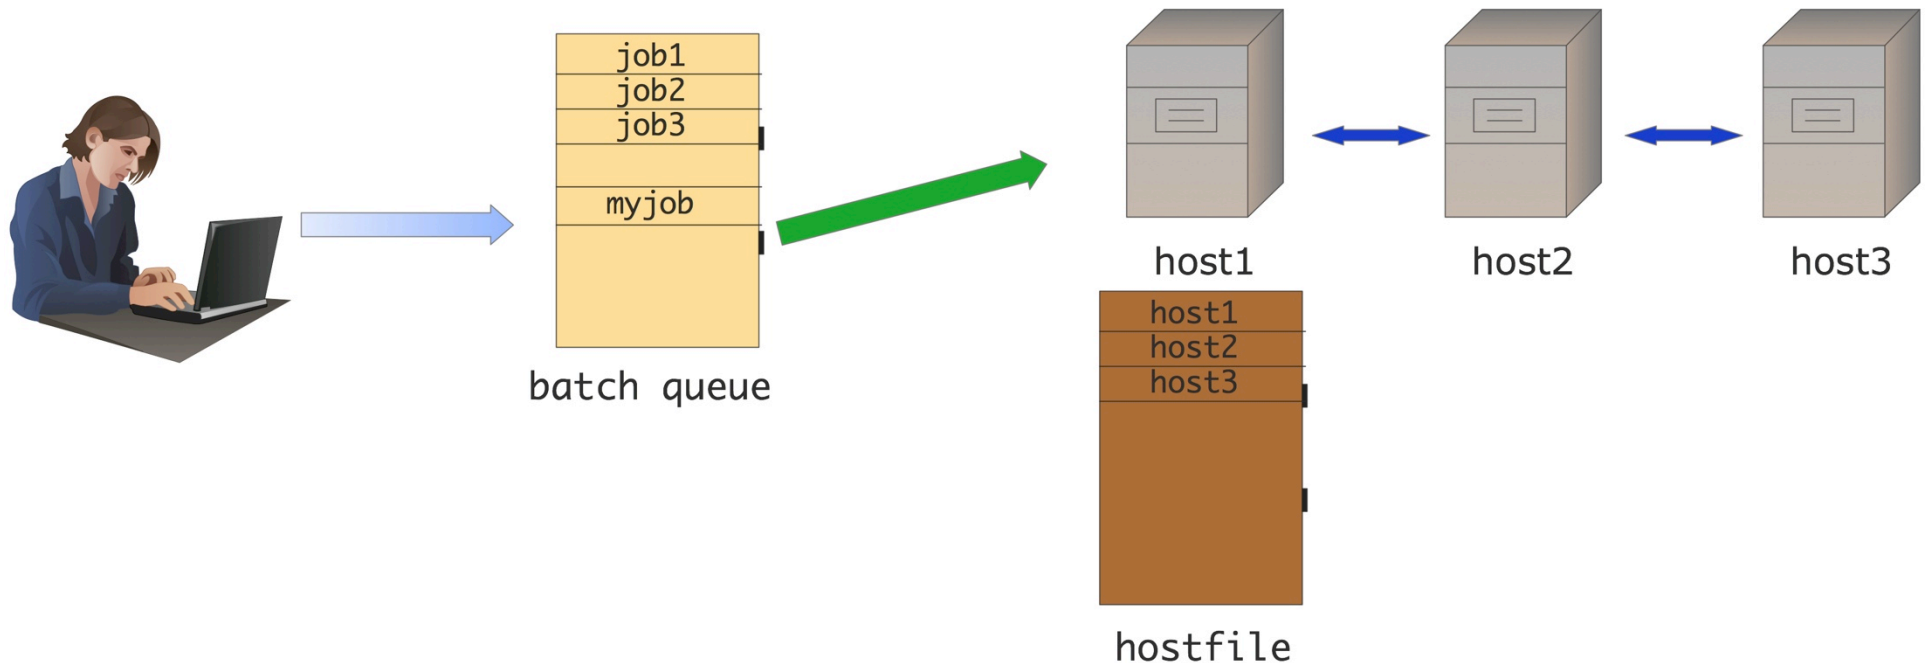 job1
job2
job3
myjob
batch queue
host1
host2
host3
host1
host2
host3
hostfile